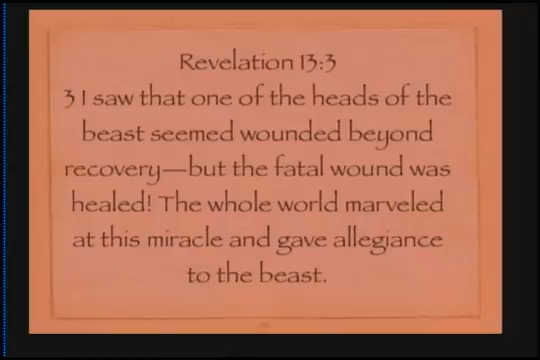 Revelation 13:3
3 I saw that one of the heads of the
beast seemed wounded beyond
recovery—but the fatal wound was
healed! The whole world marveled
at this miracle and gave allegiance
to the beast.